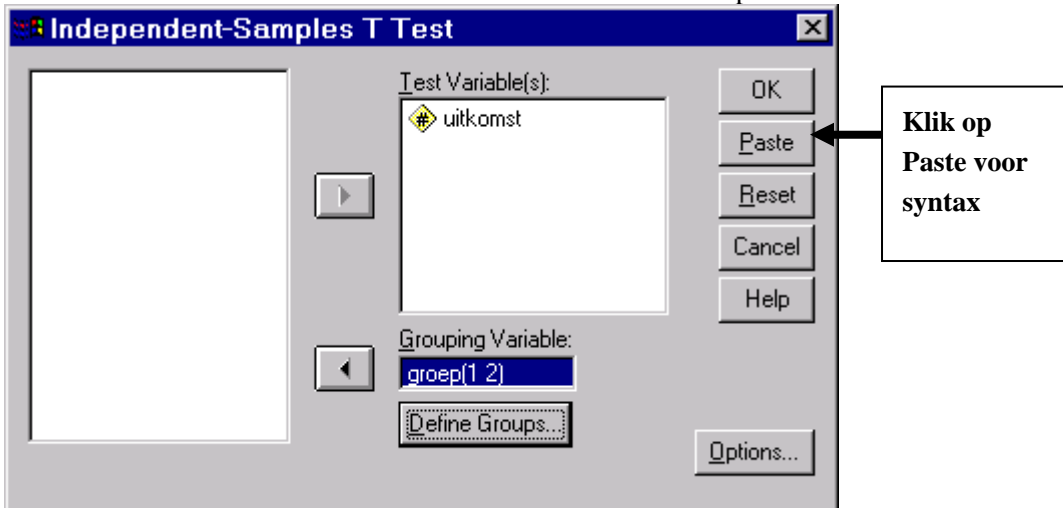 Independent-Samples T Test
Test Variable(s):
uitkomst
OK
Paste
Reset
Cancel
Help
Klik op
Paste voor
syntax
Grouping Variable:
groep(1 2)
Define Groups...
Options...